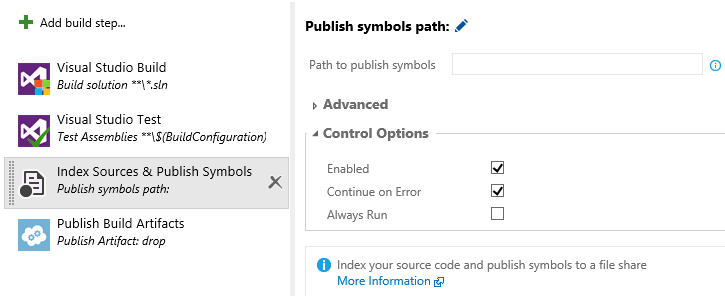 Add build step...
Visual Studio Build
Build solution **\*.sln
Visual Studio Test
Test Assemblies **\$(BuildConfiguration)
Index Sources & Publish Symbols
Publish symbols path:
Publish Build Artifacts
Publish Artifact: drop
Publish symbols path:
Path to publish symbols
Advanced
Control Options
Enabled
Continue on Error
Always Run
Index your source code and publish symbols to a file share
More Information